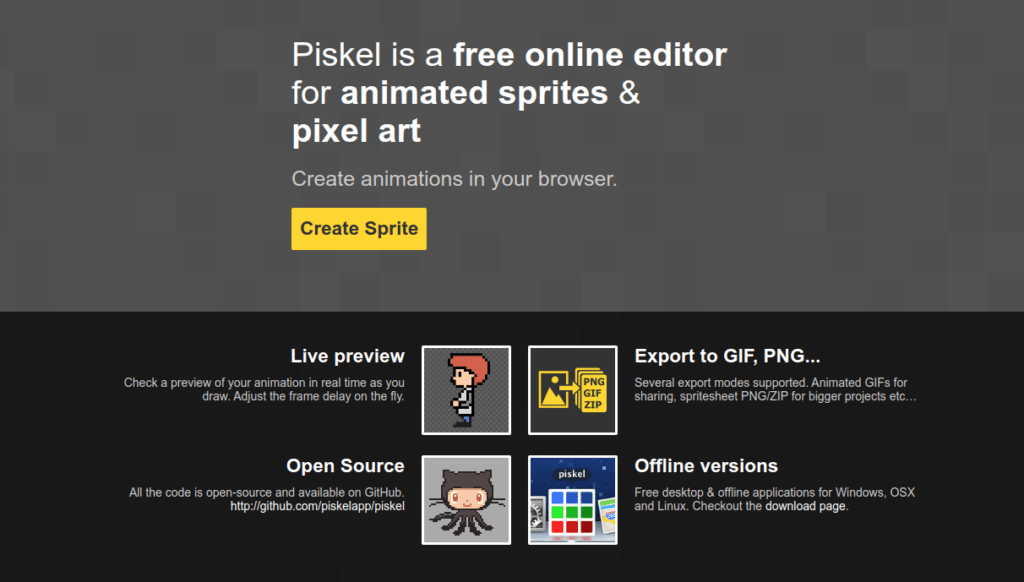 Piskel is a free online editor
for animated sprites &
pixel art
Create animations in your browser.
Create Sprite
Live preview
Check a preview of your animation in real time as you
draw. Adjust the frame delay on the fly.
PNG
GIF
ZIP
Export to GIF, PNG...
Several export modes supported. Animated GIFs for
sharing, spritesheet PNG/ZIP for bigger projects etc…
Open Source
All the code is open-source and available on GitHub.
http://github.com/piskelapp/piskel
piskel
Offline versions
Free desktop & offline applications for Windows, OSX
and Linux. Checkout the download page.